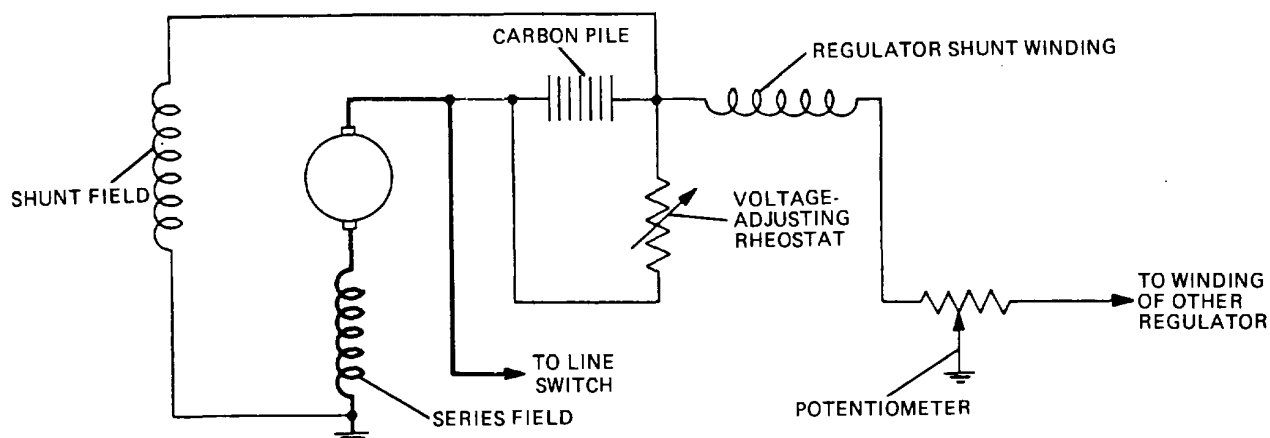 CARBON PILE
REGULATOR SHUNT WINDING
SHUNT FIELD
VOLTAGE-
ADJUSTING
RHEOSTAT
TO WINDING
OF OTHER
REGULATOR
TO LINE
SWITCH
SERIES FIELD
POTENTIOMETER